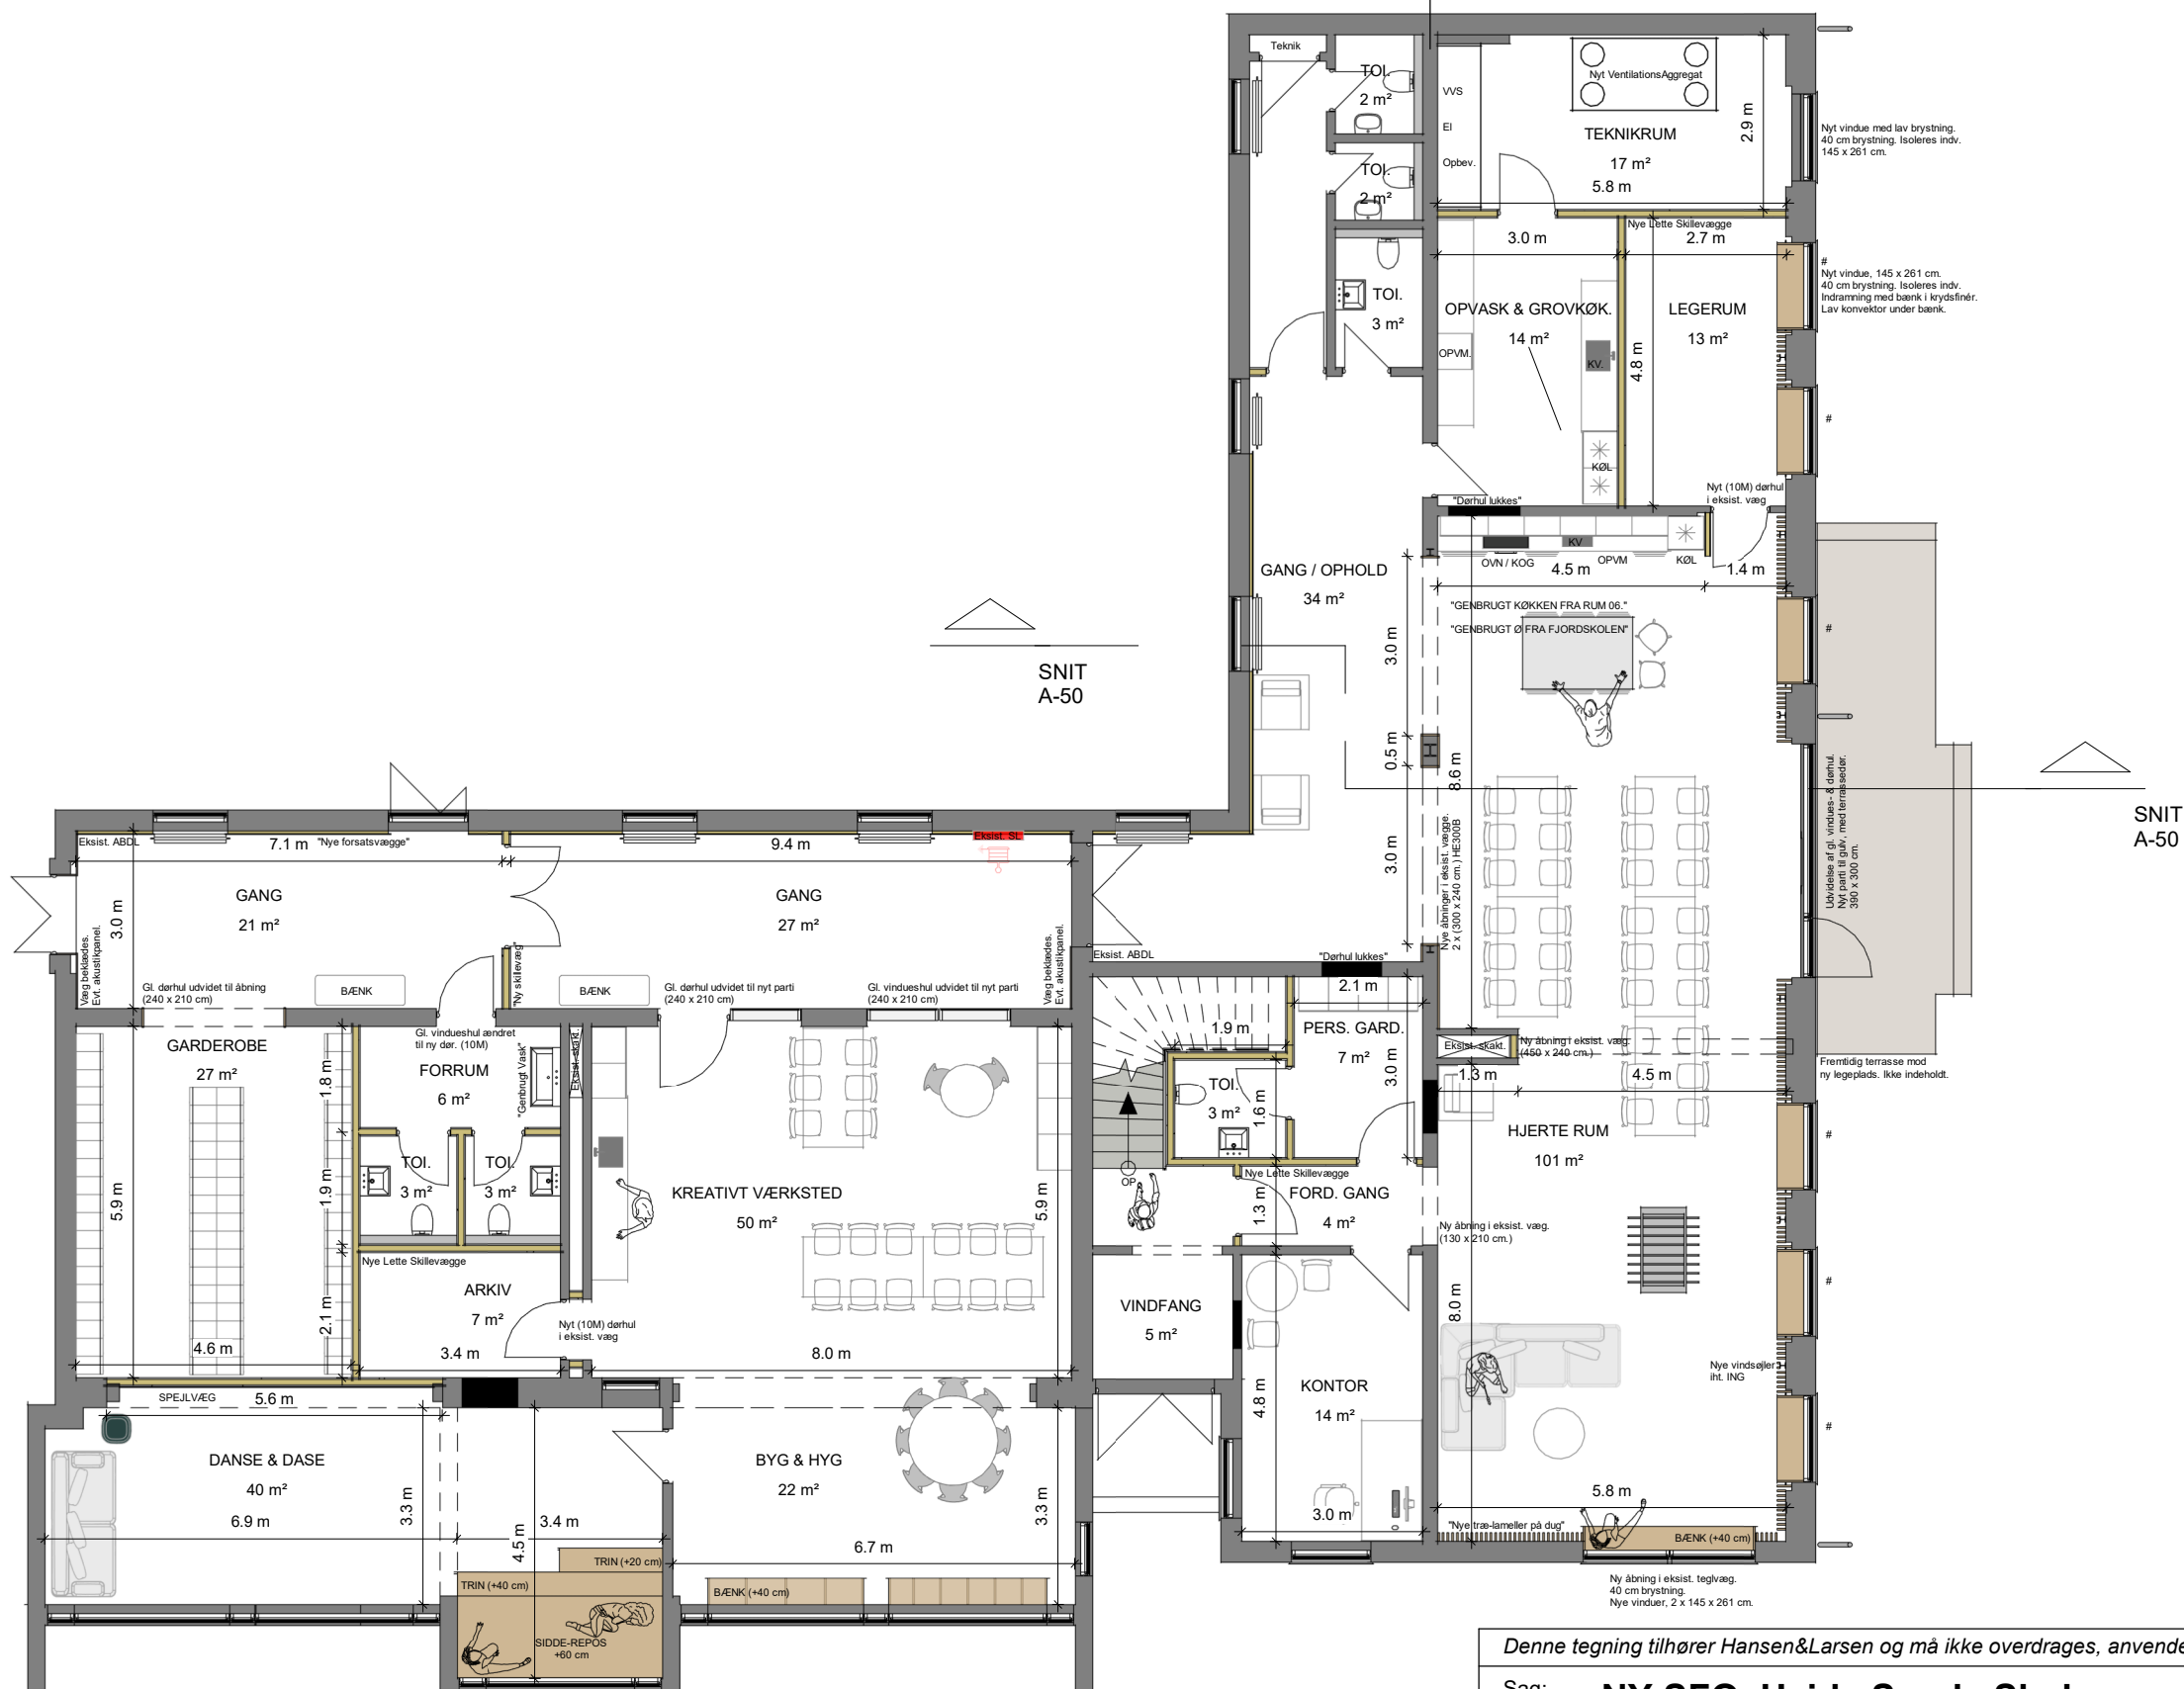 Teknik
TOI.
2 m²
TOI.
2 m²
TOI.
3 m²
VVS
El
Opbev.
Nyt VentilationsAggregat
TEKNIKRUM
17 m²
5.8 m
2.9 m
Nyt vindue med lav brystning.
40 cm brystning. Isoleres indv.
145 x 261 cm.
Nye Lette Skillevægge
3.0 m
2.7 m
#
Nyt vindue, 145 x 261 cm.
40 cm brystning. Isoleres indv.
Indramning med bænk i krydsfinér.
Lav konvektor under bænk.
OPVASK & GROVKØK.
14 m²
OPVM.
KV.
KØL
LEGERUM
13 m²
4.8 m
#
Nyt (10M) dørhul
i eksist. væg
"Dørhul lukkes"
OVN / KOG
KV
OPVM
KØL
4.5 m
1.4 m
GANG / OPHOLD
34 m²
"GENBRUGT KØKKEN FRA RUM 06."
"GENBRUGT Ø FRA FJORDSKOLEN"
#
3.0 m
0.5 m
3.0 m
8.6 m
Nye åbninger i eksist. vægge.
2 x (300 x 240 cm.) HE300B
SNIT
A-50
SNIT
A-50
Udvidelse af gl. vindues- & dørhul.
Nyt parti til gulv, med terrassedør.
390 x 300 cm.
Fremtidig terrasse mod
ny legeplads. Ikke indeholdt.
Eksist. ABDL
7.1 m
"Nye forsatsvægge"
9.4 m
Eksist. SL
GANG
21 m²
GANG
27 m²
3.0 m
Væg beklædes.
Evt. akustikpanel.
"Ny skillevæg"
Væg beklædes.
Evt. akustikpanel.
Eksist. ABDL
"Dørhul lukkes"
BÆNK
BÆNK
Gl. dørhul udvidet til åbning
(240 x 210 cm)
Gl. dørhul udvidet til nyt parti
(240 x 210 cm)
Gl. vindueshul udvidet til nyt parti
(240 x 210 cm)
GARDEROBE
27 m²
5.9 m
4.6 m
Gl. vindueshul ændret
til ny dør. (10M)
FORRUM
6 m²
"Genbrugt Vask"
Eksist. skakt.
1.8 m
1.9 m
2.1 m
TOI.
3 m²
TOI.
3 m²
Nye Lette Skillevægge
ARKIV
7 m²
3.4 m
Nyt (10M) dørhul
i eksist. væg
KREATIVT VÆRKSTED
50 m²
5.9 m
8.0 m
2.1 m
1.9 m
PERS. GARD.
7 m²
3.0 m
TOI.
3 m²
1.6 m
OP
Nye Lette Skillevægge
FORD. GANG
4 m²
1.3 m
VINDFANG
5 m²
KONTOR
14 m²
4.8 m
3.0 m
Eksist. skakt.
Ny åbning i eksist. væg.
(450 x 240 cm.)
1.3 m
4.5 m
HJERTE RUM
101 m²
#
Ny åbning i eksist. væg.
(130 x 210 cm.)
8.0 m
#
Nye vindsøjler
iht. ING
#
5.8 m
"Nye træ-lameller på dug"
BÆNK (+40 cm)
Ny åbning i eksist. teglvæg.
40 cm brystning.
Nye vinduer, 2 x 145 x 261 cm.
SPEJLVÆG
5.6 m
DANSE & DASE
40 m²
6.9 m
3.3 m
4.5 m
3.4 m
TRIN (+20 cm)
TRIN (+40 cm)
SIDDE-REPOS
+60 cm
BYG & HYG
22 m²
6.7 m
3.3 m
BÆNK (+40 cm)
Denne tegning tilhører Hansen&Larsen og må ikke overdrages, anvende
Sag: